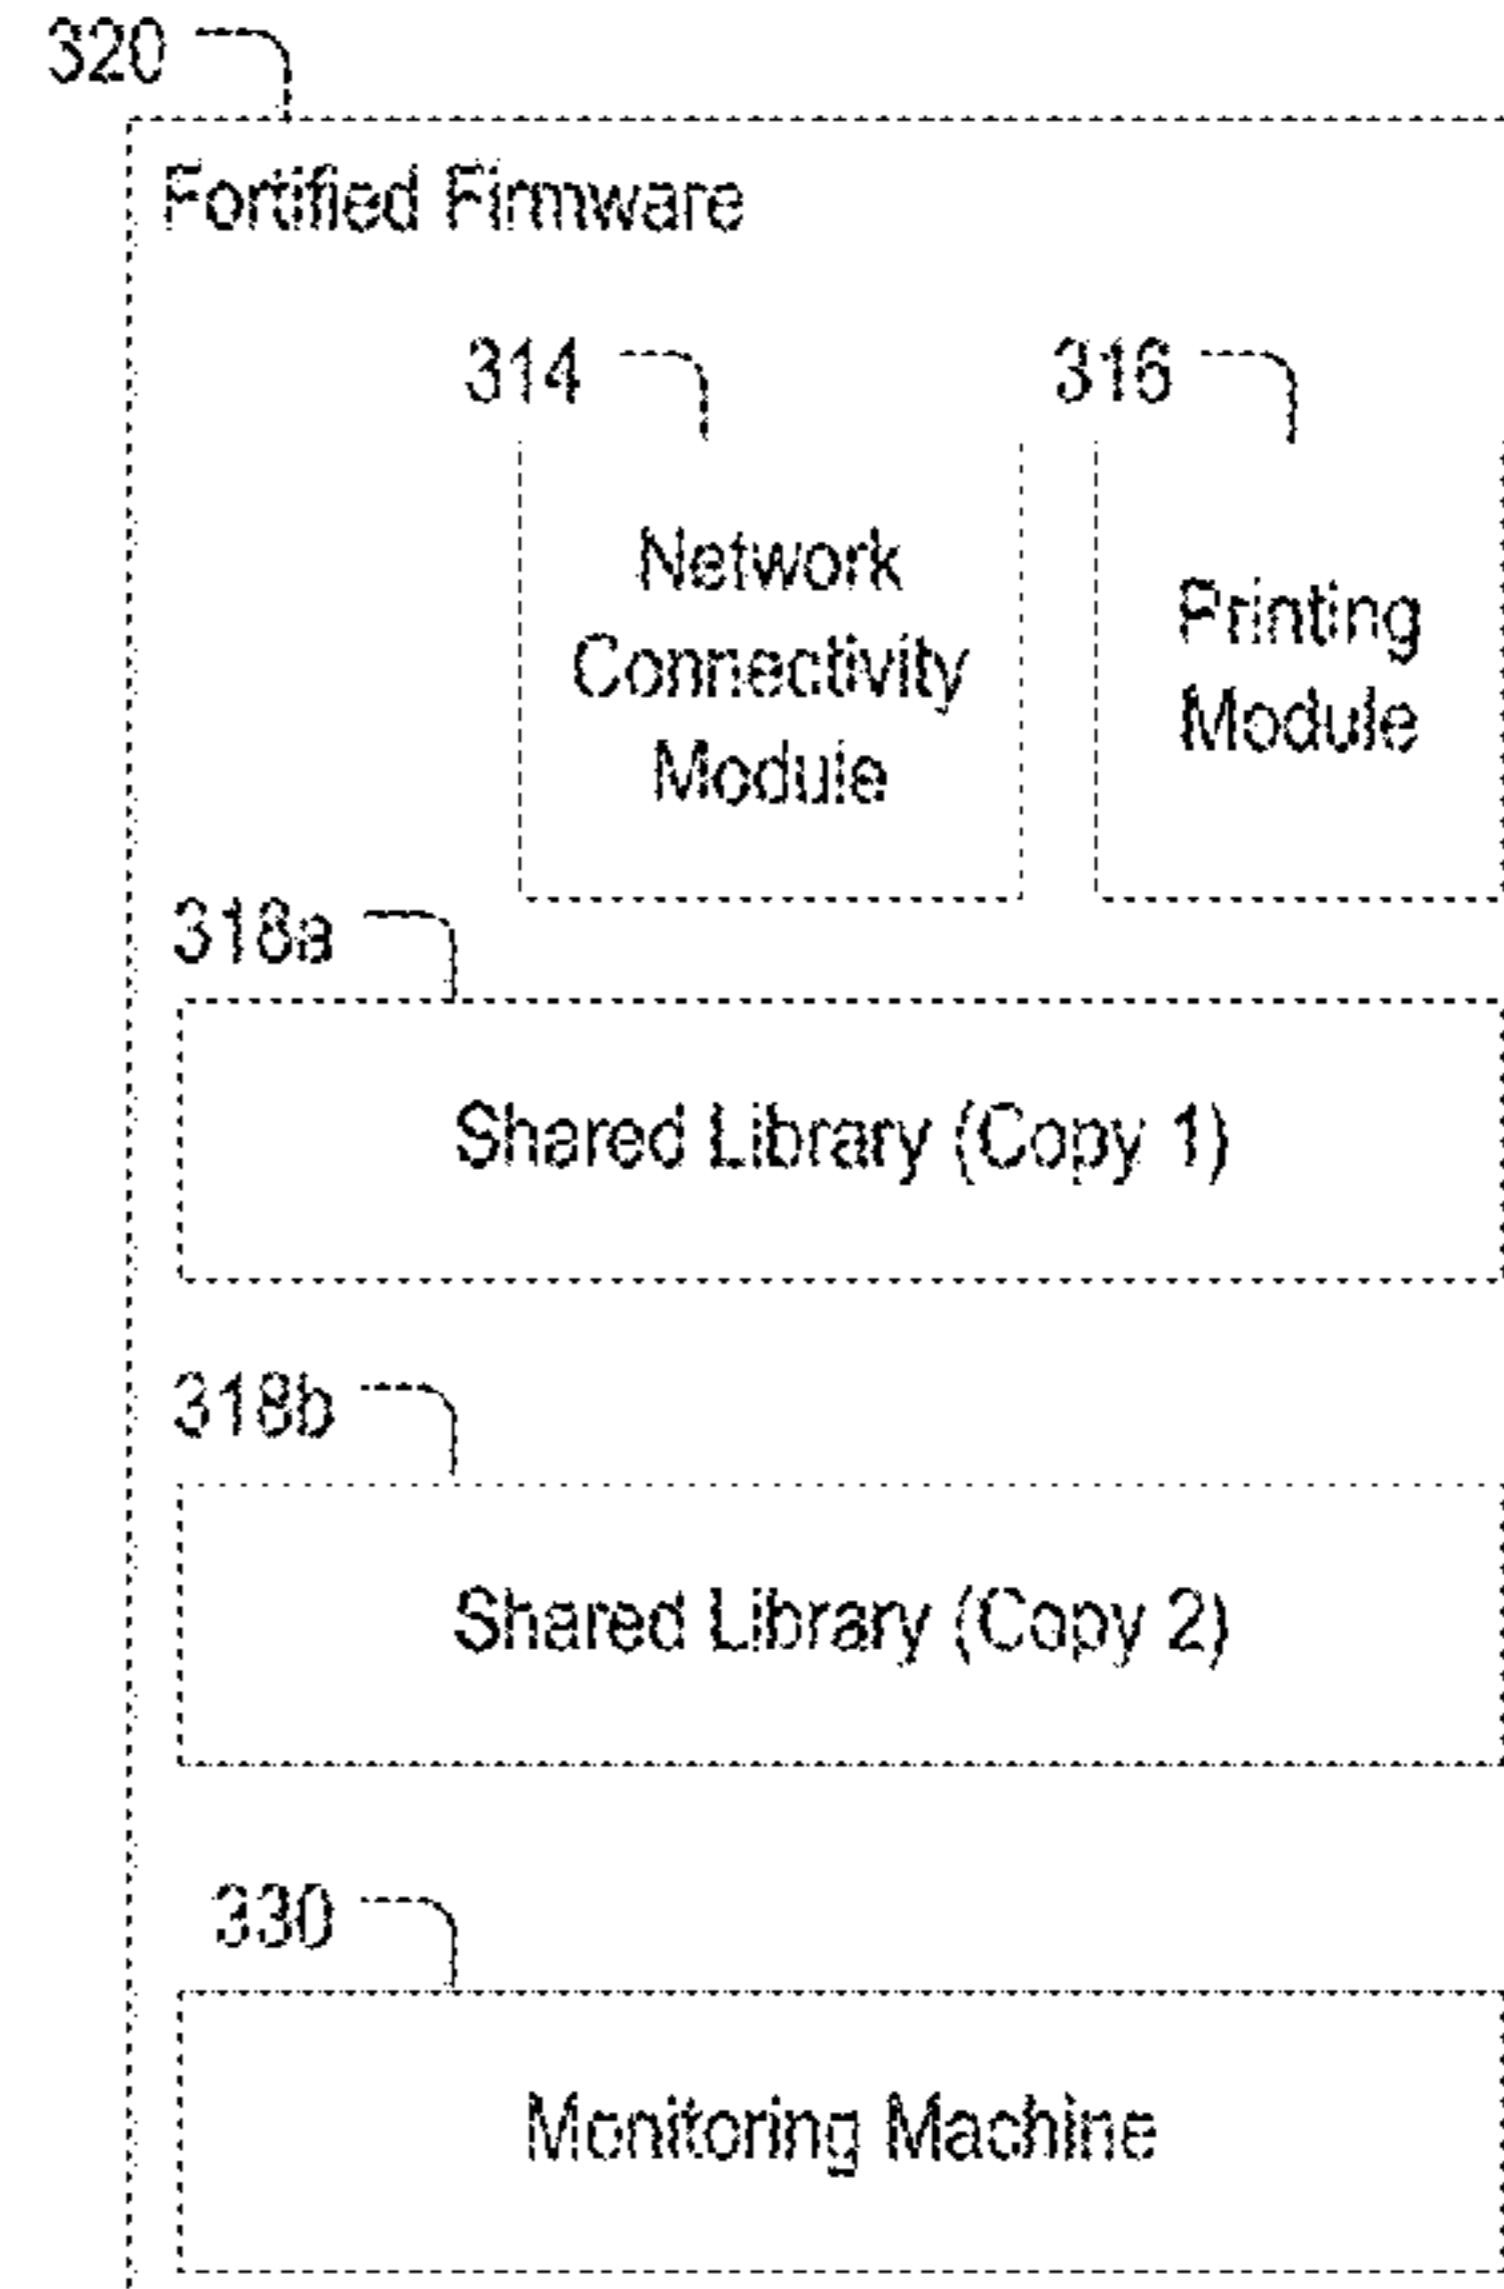 320
Fortified Firmware
314
316
Network
Connectivity
Module
Printing
Module
318a
Shared Library (Copy 1)
318b
Shared Library (Copy 2)
330
Monitoring Machine